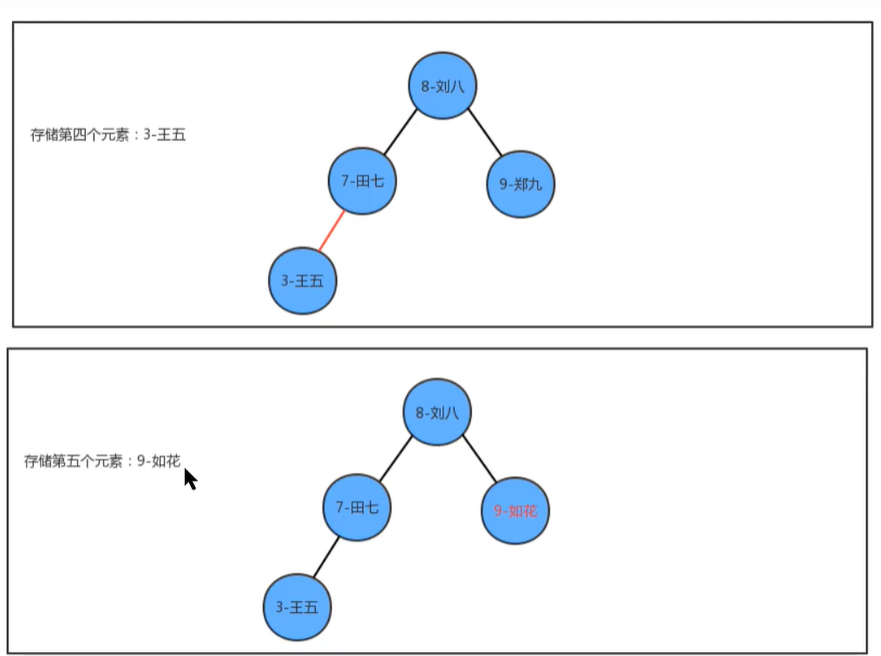 8-刘八
存储第四个元素：3-王五
7-田七
9-郑九
3-王五
8-刘八
存储第五个元素：9-如花
7-田七
9-如花
3-王五